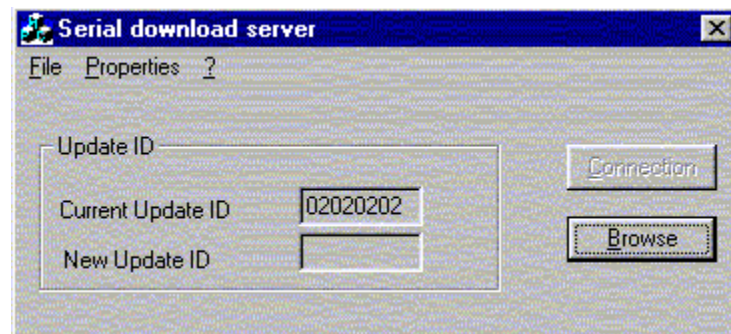 Serial download server
File Properties ?
Update ID
Connection
Current Update ID 02020202
Browse
New Update ID